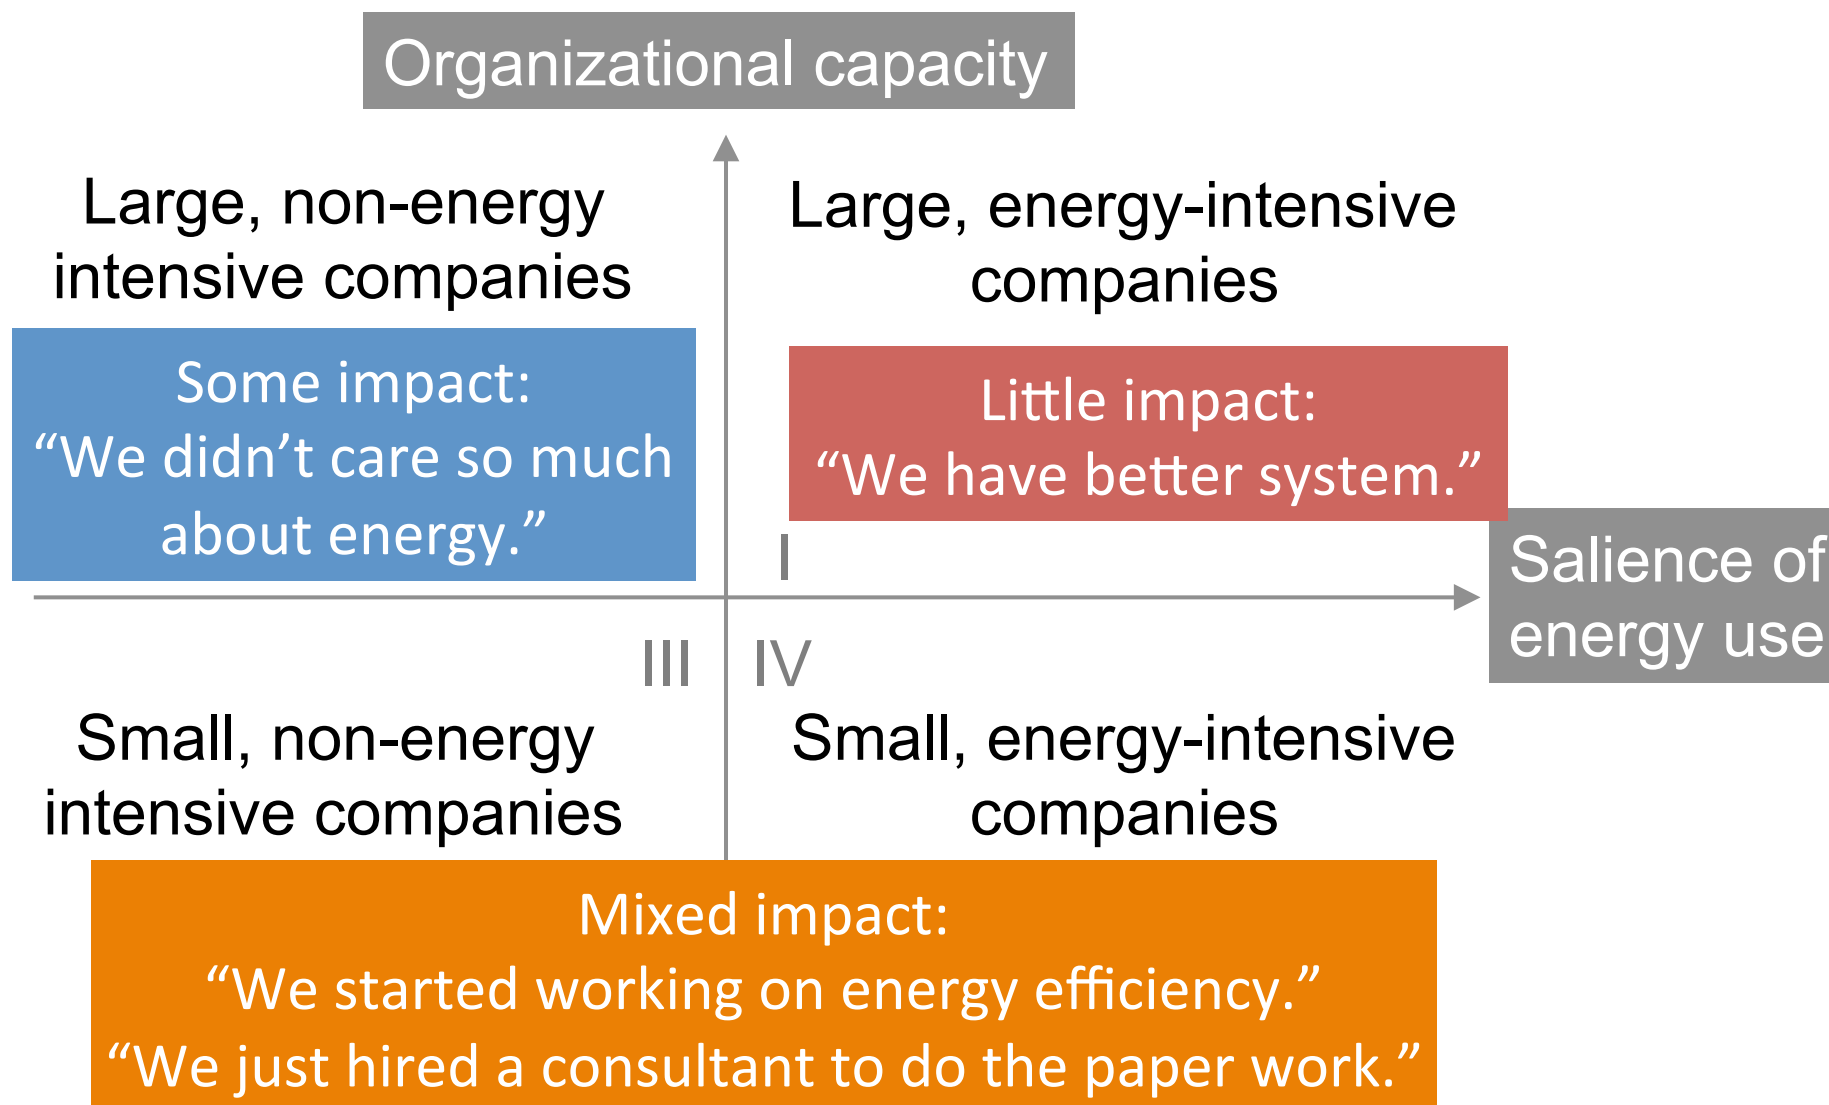 Organizational capacity
Large, non-energy
intensive companies
Some impact:
“We didn’t care so much
about energy.”
Large, energy-intensive
companies
Little impact:
“We have better system.”
I
Salience of
energy use
III
IV
Small, non-energy
intensive companies
Small, energy-intensive
companies
Mixed impact:
“We started working on energy efficiency.”
“We just hired a consultant to do the paper work.”